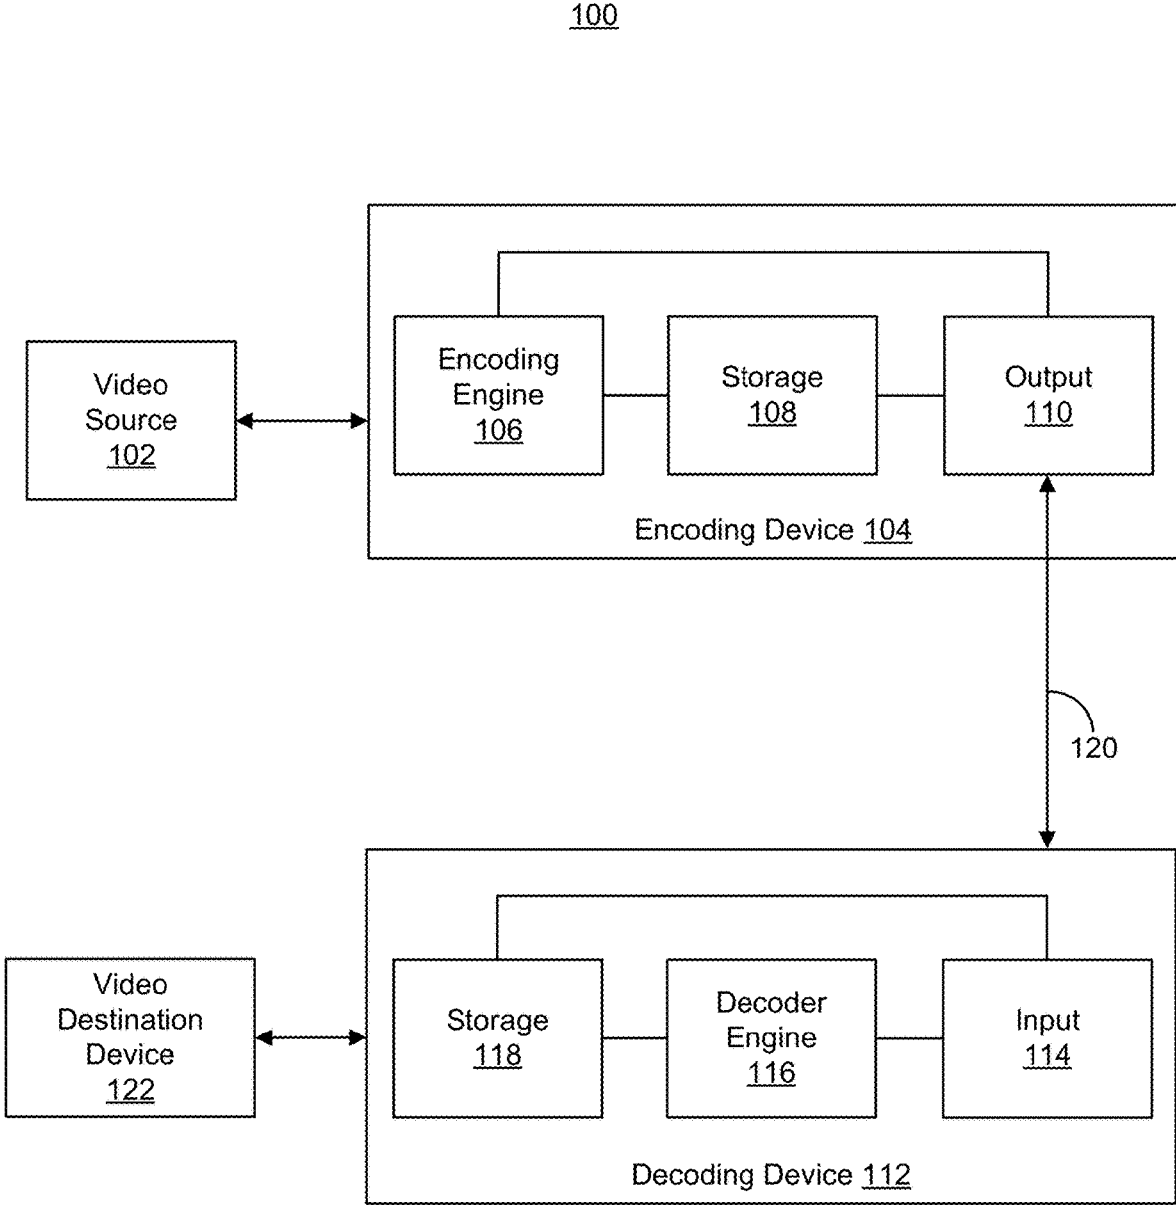 100
Video
Source
102
Encoding
Engine
106
Storage
108
Output
110
Encoding Device 104
120
Video
Destination
Device
122
Storage
118
Decoder
Engine
116
Input
114
Decoding Device 112